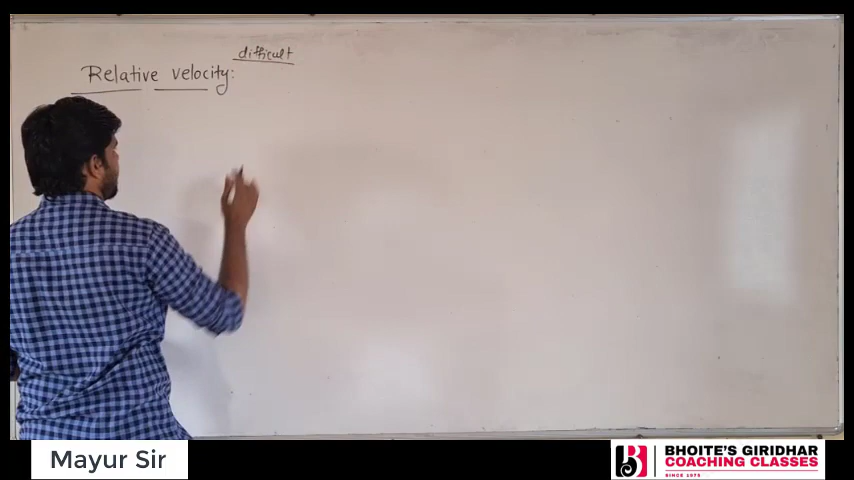 difficult
Relative velocity:
Mayur Sir
BHOITE'S GIRIDHAR
COACHING CLASSES
SINCE 1975